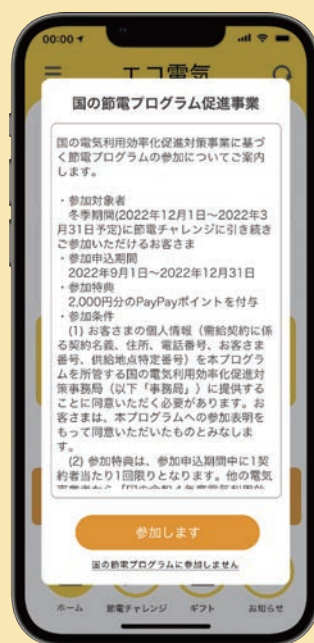 00:00
エコ電気
国の節電プログラム促進事業
国の電気利用効率化促進対策事業に基づ
く節電プログラムの参加についてご案内
します。
・参加対象者
冬季期間(2022年12月1日〜2022年3
月31日予定)に節電チャレンジに引き続き
ご参加いただけるお客さま
・参加申込期間
2022年9月1日〜2022年12月31日
・参加特典
2,000円分のPayPayポイントを付与
・参加条件
(1) お客さまの個人情報（需給契約に係
る契約名義、住所、電話番号、お客さま
番号、供給地点特定番号）を本プログラ
ムを所管する国の電気利用効率化促進対
策事務局（以下「事務局」）に提供する
ことに同意いただく必要があります。お
客さまは、本プログラムへの参加表明を
もって同意いただいたものとみなしま
す。
(2) 参加特典は、参加申込期間中に1契
約者当たり1回限りとなります。他の電気
参加します
国の節電プログラムに参加しません
ホーム
節電チャレンジ
ギフト
お知らせ